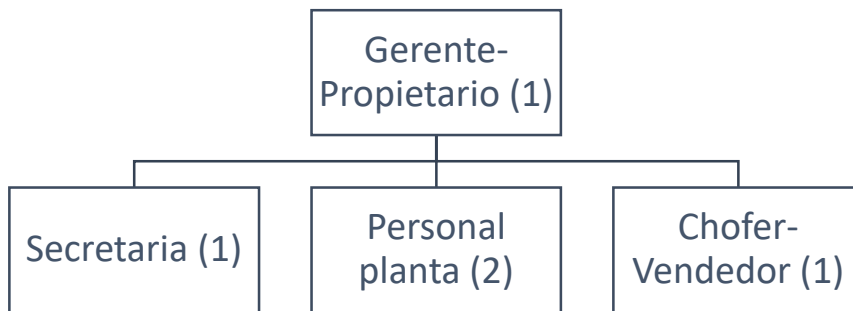 Gerente-
Propietario (1)
Secretaria (1)
Personal
planta (2)
Chofer-
Vendedor (1)